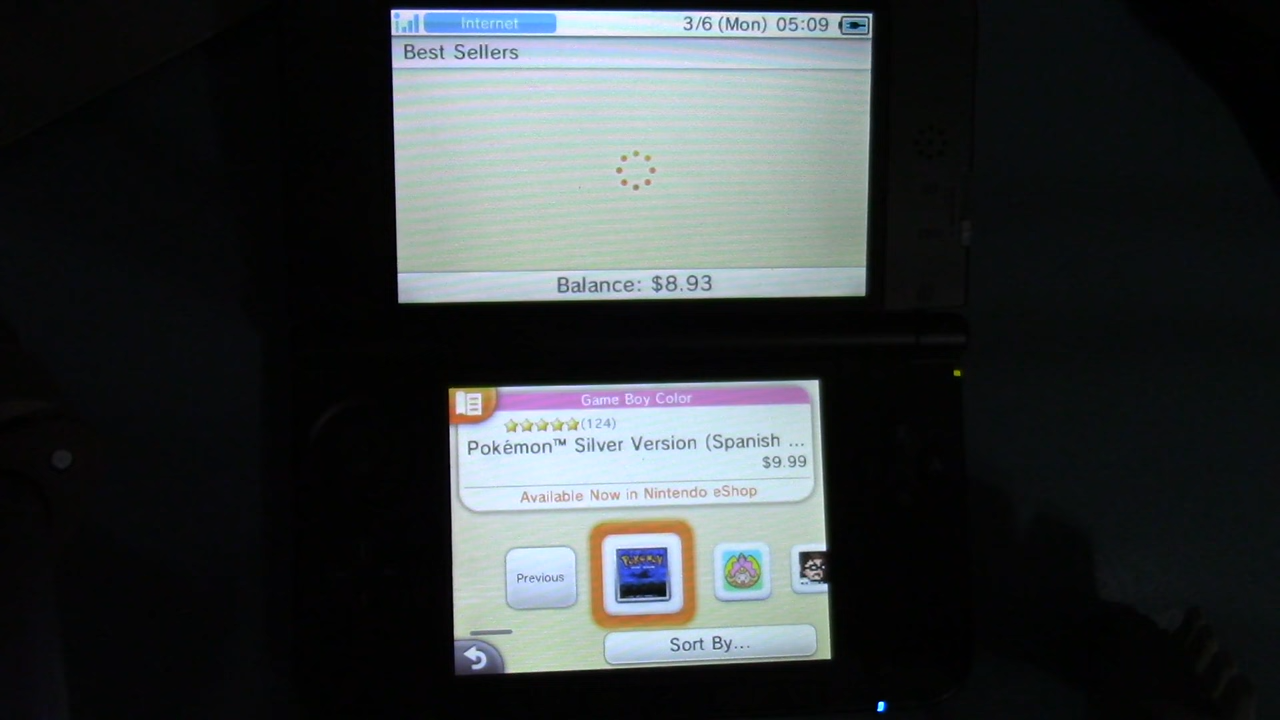 Internet
3/6 (Mon) 05:09
Best Sellers
Balance: $8.93
Game Boy Color
(124)
Pokémon™ Silver Version (Spanish ...
$9.99
Available Now in Nintendo eShop
Previous
POKéMON
Sort By...